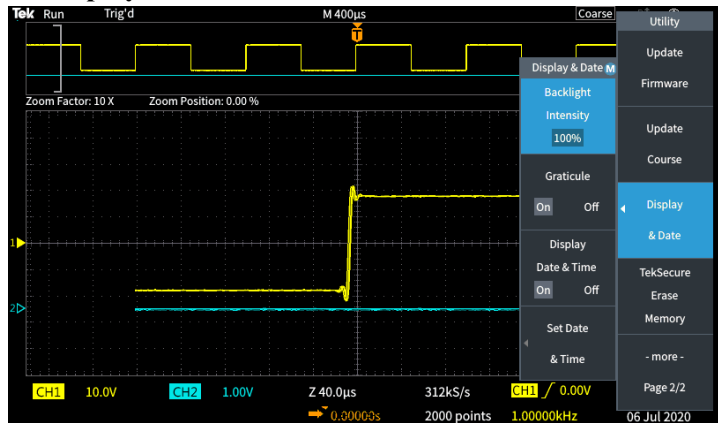 Tek Run Trig'd M 400µs Coarse
Utility
T
Update
Firmware
Display & Date M
Backlight
Intensity
100%
Zoom Factor: 10 X Zoom Position: 0.00 %
Update
Course
Graticule
On Off
Display
& Date
1
Display
Date & Time
On Off
TekSecure
Erase
Memory
2
Set Date
& Time
- more -
Page 2/2
CH1 10.0V CH2 1.00V Z 40.0µs 312kS/s CH1 / 0.00V
0.00000s 2000 points 1.00000kHz 06 Jul 2020